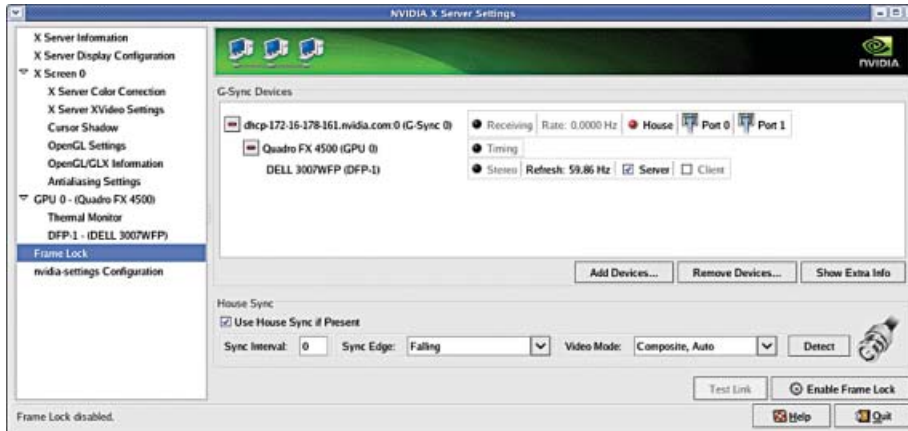 NVIDIA X Server Settings
X Server Information
X Server Display Configuration
X Screen 0
X Server Color Correction
X Server XVideo Settings
Cursor Shadow
OpenGL Settings
OpenGL/GLX Information
Antialiasing Settings
GPU 0 - (Quadro FX 4500)
Thermal Monitor
DFP-1 - (DELL 3007WFP)
Frame Lock
nvidia-settings Configuration
NVIDIA
G-Sync Devices
dhcp-172-16-178-161.nvidia.com:0 (G-Sync 0) Receiving Rate: 0.0000 Hz House Port 0 Port 1
Quadro FX 4500 (GPU 0) Timing
DELL 3007WFP (DFP-1) Stereo Refresh: 59.86 Hz Server Client
Add Devices... Remove Devices... Show Extra Info
House Sync
Use House Sync if Present
Sync Interval: 0 Sync Edge: Falling Video Mode: Composite, Auto Detect
Test Link Enable Frame Lock
Frame Lock disabled. Help Quit